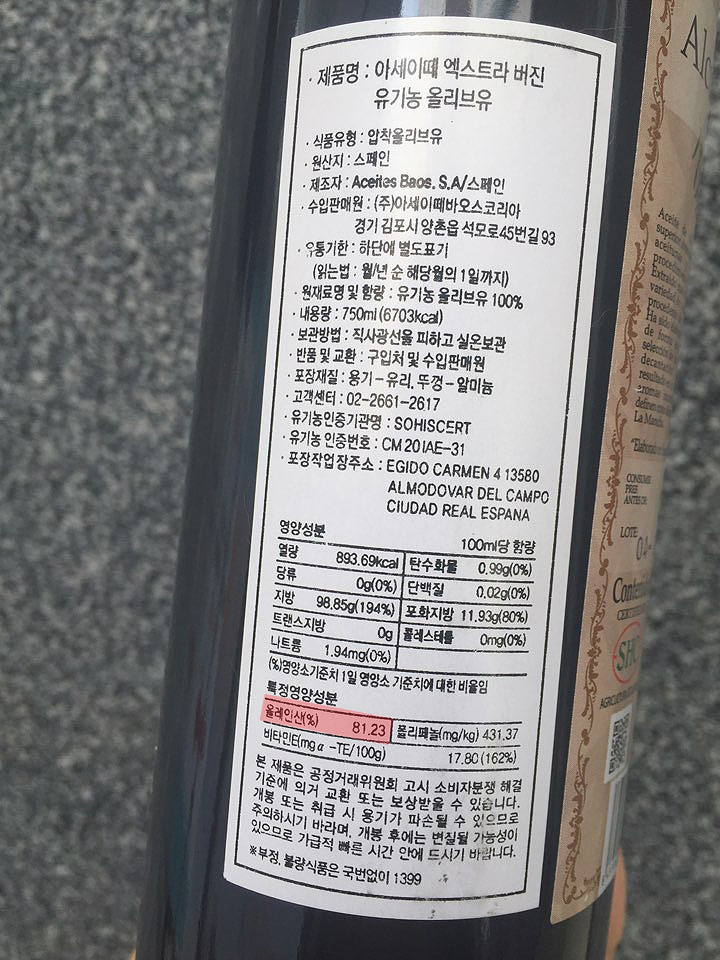 · 제품명 : 아세이떼 엑스트라 버진
유기농 올리브유
· 식품유형 : 압착올리브유
· 원산지 : 스페인
· 제조자 : Aceites Baos. S.A/스페인
· 수입판매원 : (주)아세이떼바오스코리아
경기 김포시 양촌읍 석모로45번길 93
· 유통기한 : 하단에 별도표기
(읽는법 : 월/년 순 해당월의 1일까지)
· 원재료명 및 함량 : 유기농 올리브유 100%
· 내용량 : 750ml (6703kcal)
· 보관방법 : 직사광선을 피하고 실온보관
· 반품 및 교환 : 구입처 및 수입판매원
· 포장재질 : 용기-유리, 뚜껑-알미늄
· 고객센터 : 02-2661-2617
· 유기농인증기관명 : SOHISCERT
· 유기농 인증번호 : CM 20 IAE-31
· 포장작업장주소 : EGIDO CARMEN 4 13580
ALMODOVAR DEL CAMPO
CIUDAD REAL ESPANA
영양성분 100ml당 함량
열량 893.69kcal 탄수화물 0.99g(0%)
당류 0g(0%) 단백질 0.02g(0%)
지방 98.85g(194%) 포화지방 11.93g(80%)
트랜스지방 0g 콜레스테롤 0mg(0%)
나트륨 1.94mg(0%)
(%)영양소기준치 1일 영양소 기준치에 대한 비율임
특정영양성분
올레인산(%) 81.23 폴리페놀(mg/kg) 431.37
비타민E(mg α -TE/100g) 17.80 (162%)
본 제품은 공정거래위원회 고시 소비자분쟁 해결
기준에 의거 교환 또는 보상받을 수 있습니다.
개봉 또는 취급 시 용기가 파손될 수 있으므로
주의하시기 바라며, 개봉 후에는 변질될 가능성이
있으므로 가급적 빠른 시간 안에 드시기 바랍니다.
※부정, 불량식품은 국번없이 1399
Aceite
La Mancha
CONSUMIR
PREF.
ANTES DE:
LOTE: